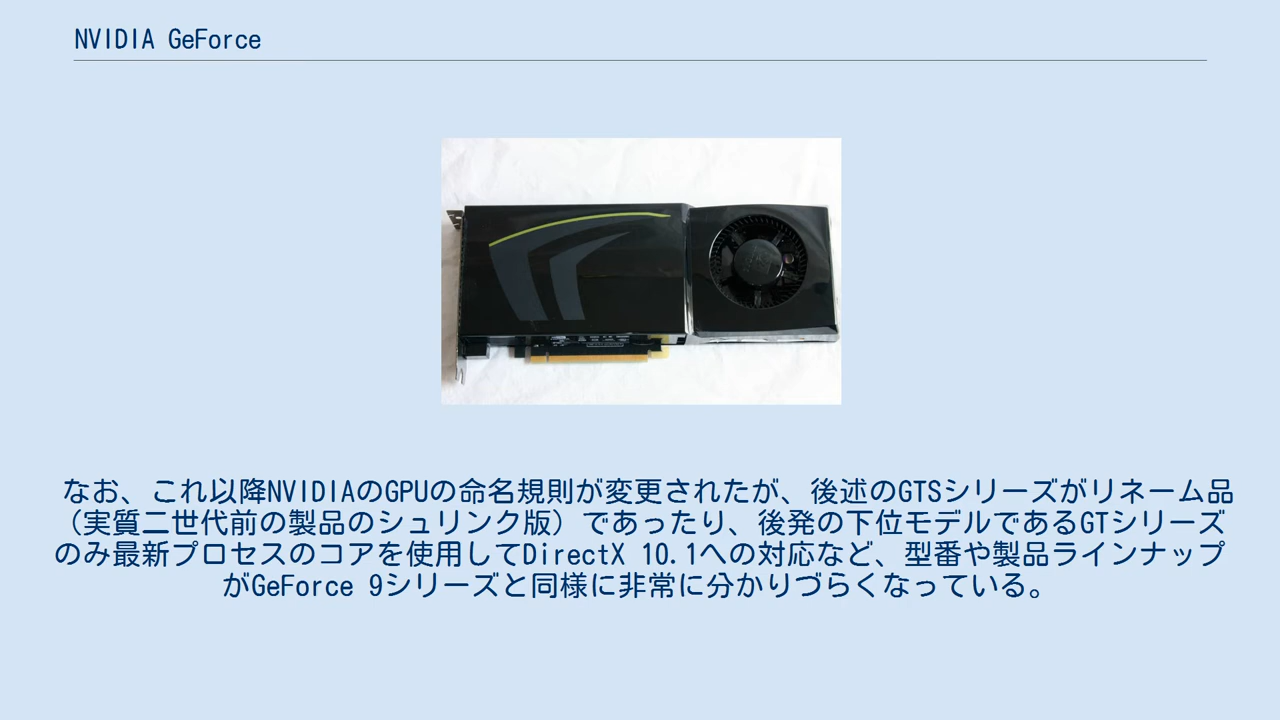 NVIDIA GeForce
なお、これ以降NVIDIAのGPUの命名規則が変更されたが、後述のGTSシリーズがリネーム品
（実質二世代前の製品のシュリンク版）であったり、後発の下位モデルであるGTシリーズ
のみ最新プロセスのコアを使用してDirectX 10.1への対応など、型番や製品ラインナップ
がGeForce 9シリーズと同様に非常に分かりづらくなっている。